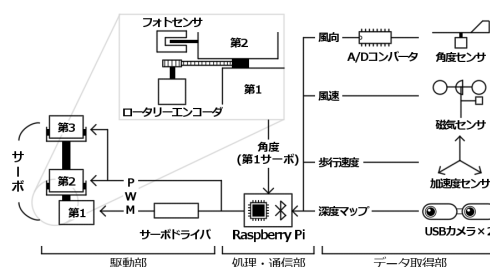 フォトセンサ
第2
第1
ロータリーエンコーダ
風向
A/Dコンバータ
角度センサ
風速
磁気センサ
歩行速度
加速度センサ
深度マップ
USBカメラ×2
角度
(第1サーボ)
サーボ
第3
第2
第1
PWM
サーボドライバ
Raspberry Pi
駆動部
処理・通信部
データ取得部